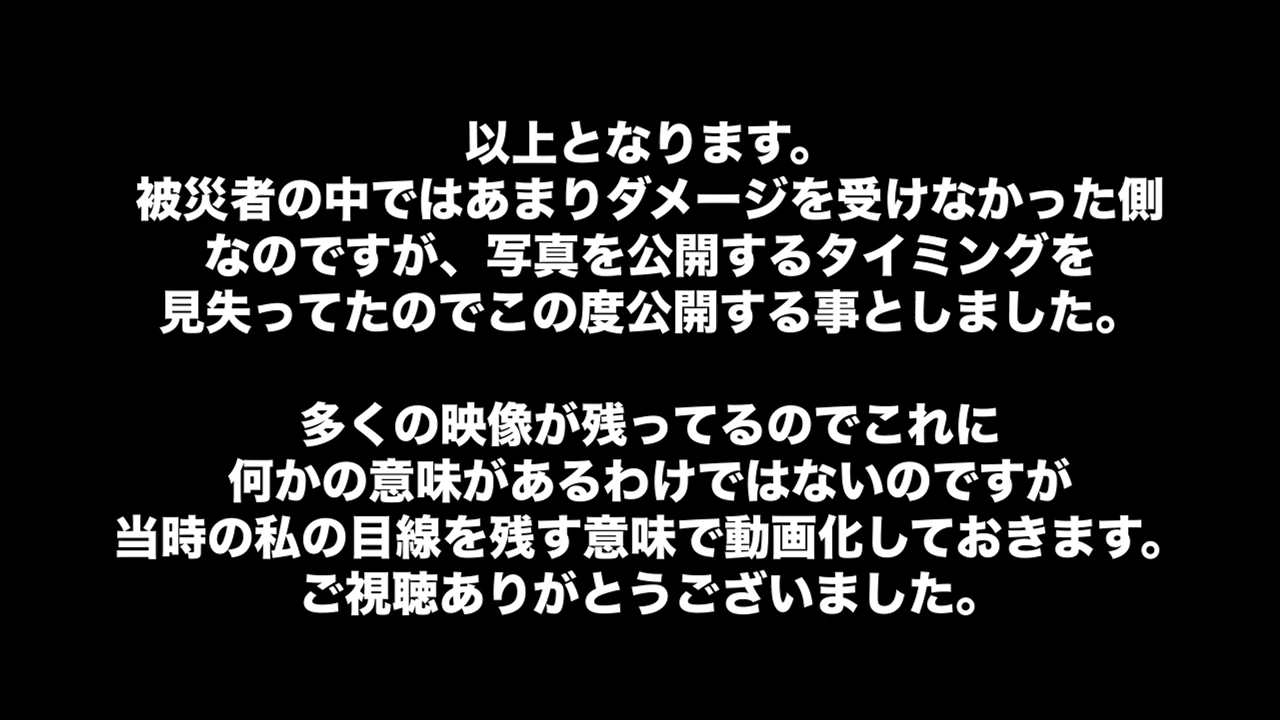 以上となります。
被災者の中ではあまりダメージを受けなかった側
なのですが、写真を公開するタイミングを
見失ってたのでこの度公開する事としました。
多くの映像が残ってるのでこれに
何かの意味があるわけではないのですが
当時の私の目線を残す意味で動画化しておきます。
ご視聴ありがとうございました。